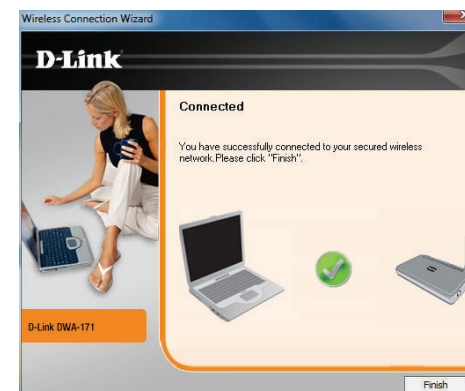 Wireless Connection Wizard
D-Link
Connected
You have successfully connected to your secured wireless
network.Please click "Finish".
D-Link DWA-171
Finish